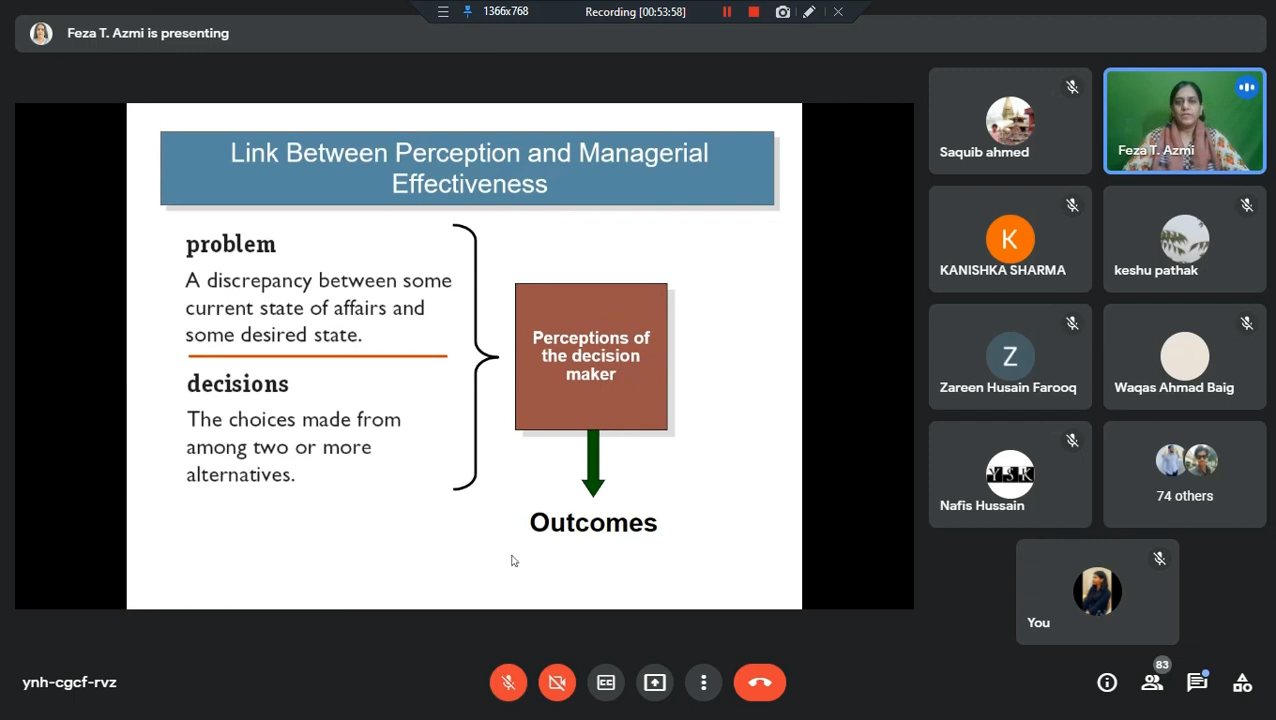 1366x768
Recording [00:53:58]
Feza T. Azmi is presenting
Link Between Perception and Managerial
Effectiveness
problem
A discrepancy between some
current state of affairs and
some desired state.
decisions
The choices made from
among two or more
alternatives.
Perceptions of
the decision
maker
Outcomes
Saquib ahmed
Feza T. Azmi
K
KANISHKA SHARMA
keshu pathak
Z
Zareen Husain Farooq
Waqas Ahmad Baig
YSK
Nafis Hussain
74 others
You
ynh-cgcf-rvz
CC
83